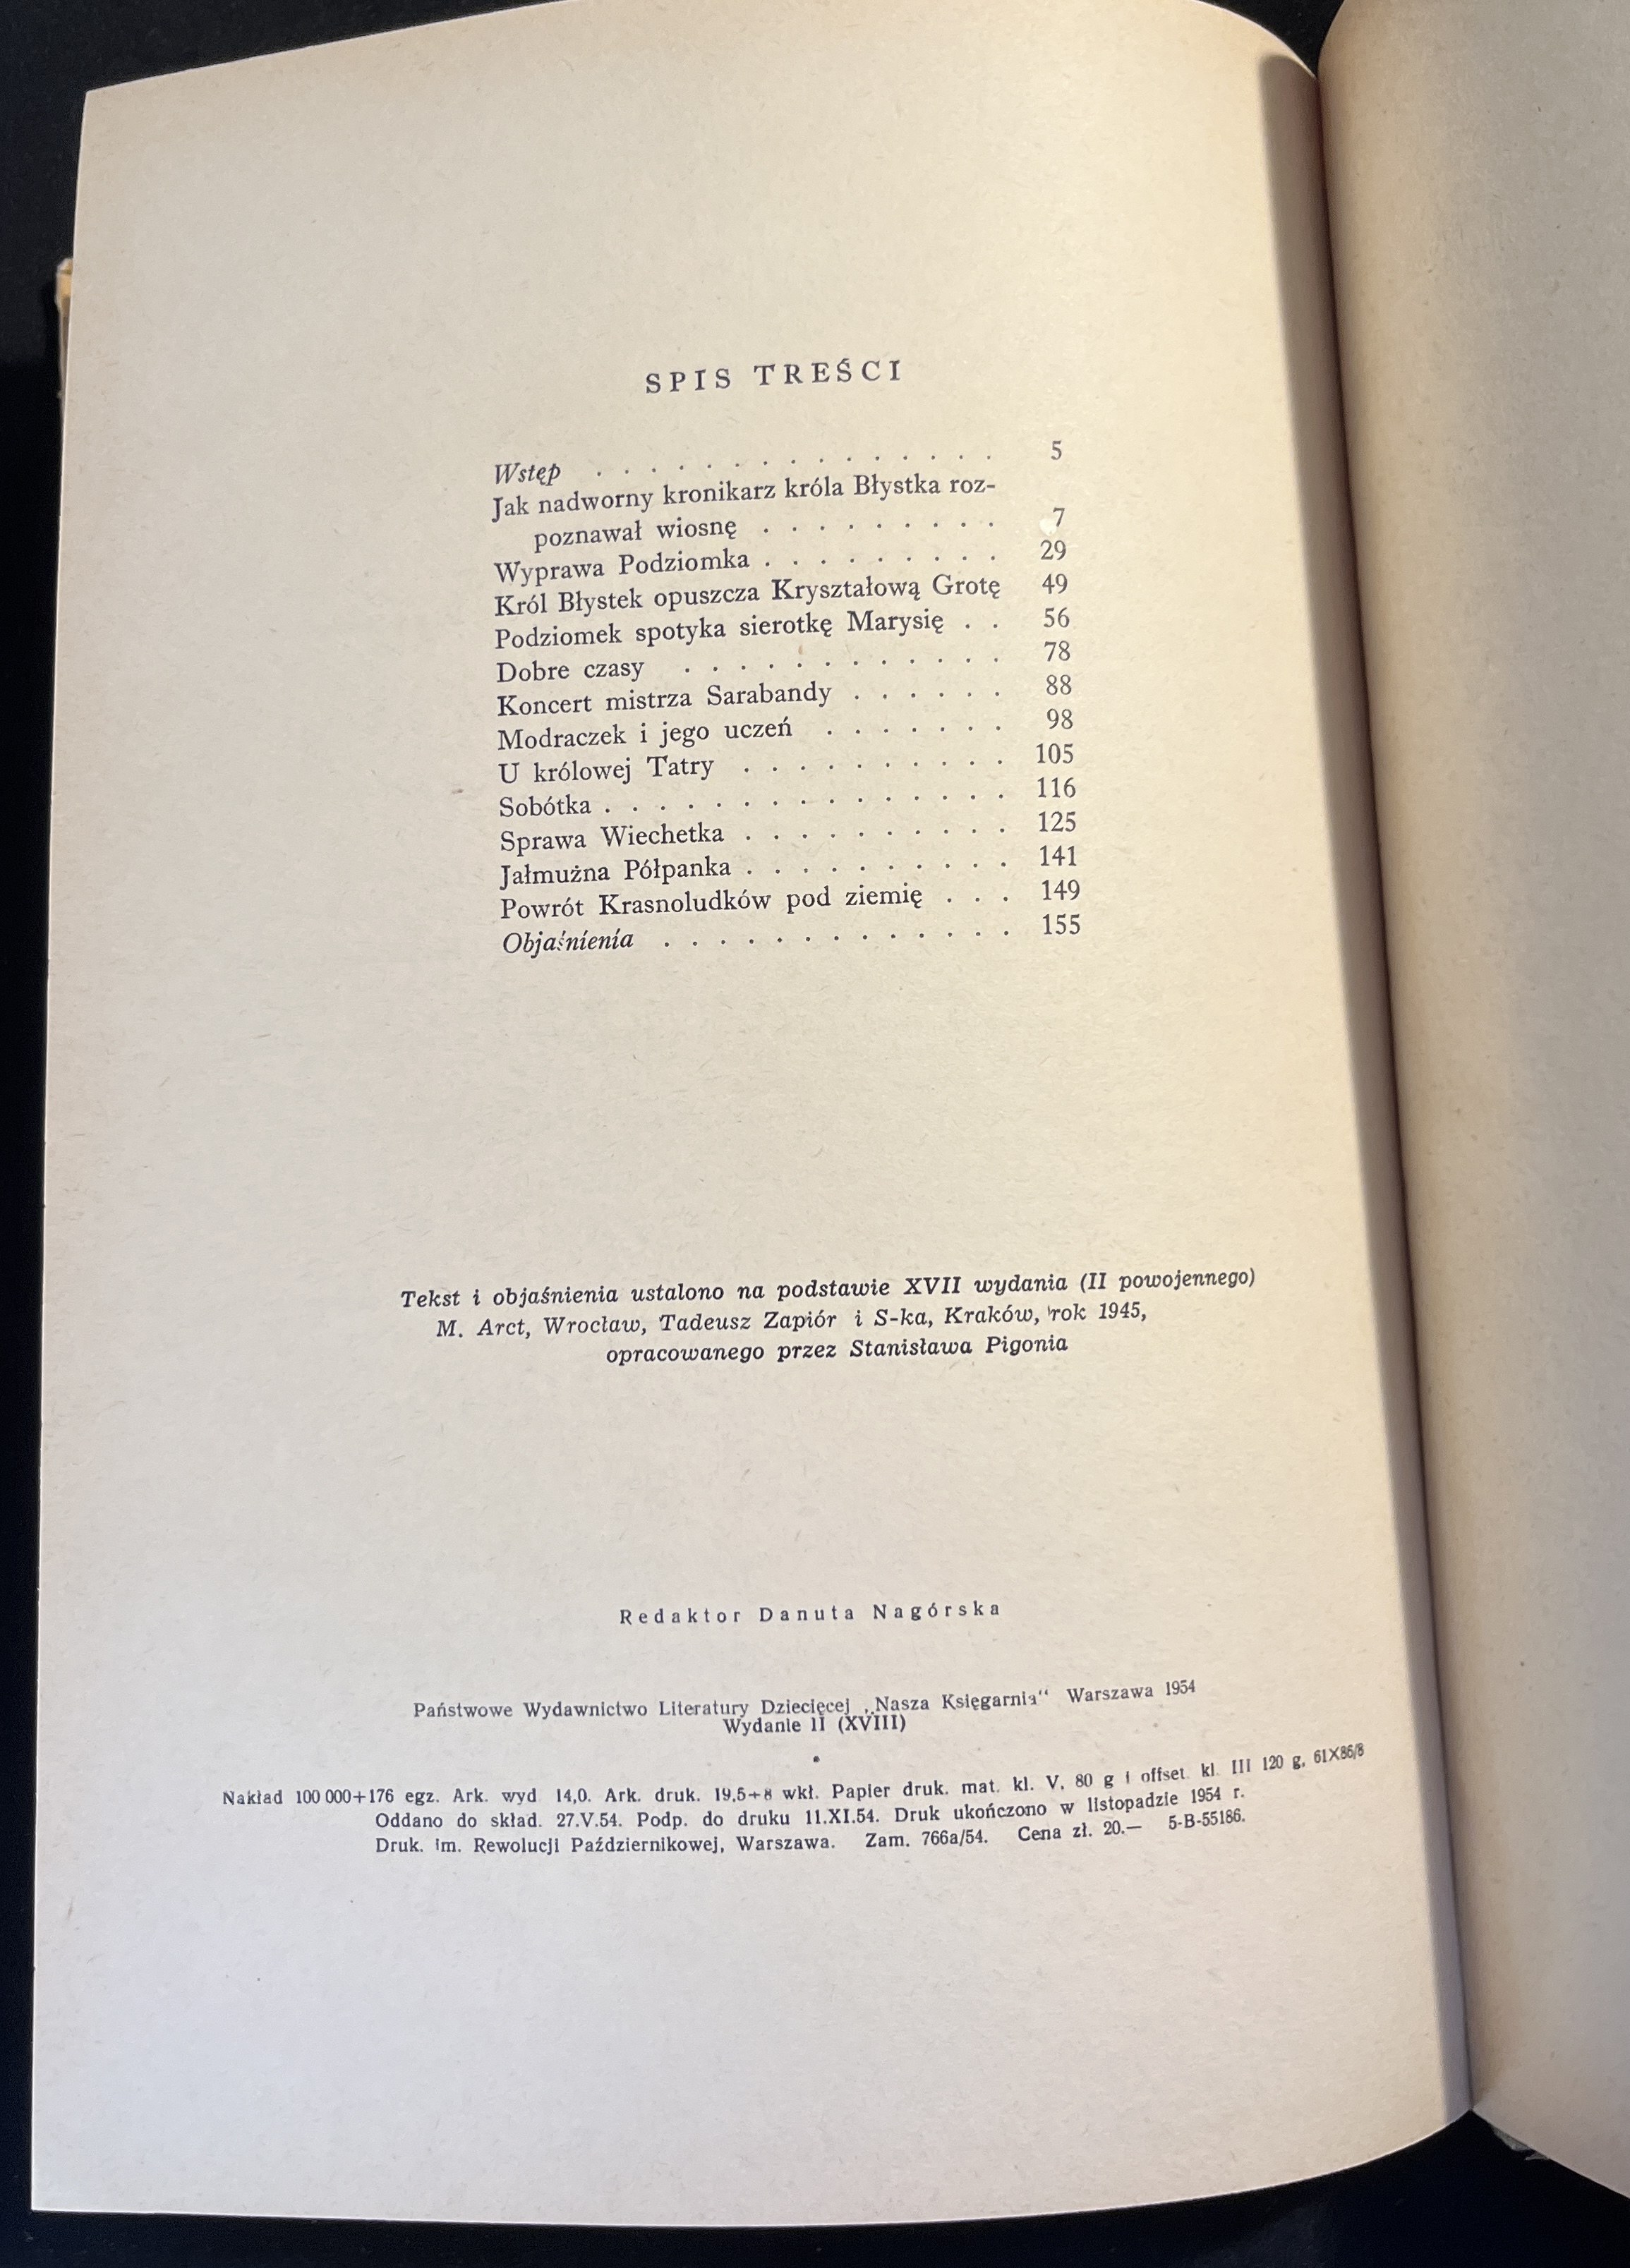 SPIS TREŚCI
Wstęp . . . . . . . . . . . . . . . 5
Jak nadworny kronikarz króla Błystka roz-
poznawał wiosnę . . . . . . . . . 7
Wyprawa Podziomka . . . . . . . . . 29
Król Błystek opuszcza Kryształową Grotę 49
Podziomek spotyka sierotkę Marysię . . 56
Dobre czasy . . . . . . . . . . . . 78
Koncert mistrza Sarabandy . . . . . . 88
Modraczek i jego uczeń . . . . . . . 98
U królowej Tatry . . . . . . . . . . 105
Sobótka . . . . . . . . . . . . . . . 116
Sprawa Wiechetka . . . . . . . . . . 125
Jałmużna Półpanka . . . . . . . . . . 141
Powrót Krasnoludków pod ziemię . . . 149
Objaśnienia . . . . . . . . . . . . . 155
Tekst i objaśnienia ustalono na podstawie XVII wydania (II powojennego)
M. Arct, Wrocław, Tadeusz Zapiór i S-ka, Kraków, rok 1945,
opracowanego przez Stanisława Pigonia
Redaktor Danuta Nagórska
Państwowe Wydawnictwo Literatury Dziecięcej „Nasza Księgarnia“ Warszawa 1954
Wydanie II (XVIII)
•
Nakład 100 000+176 egz. Ark. wyd 14,0. Ark. druk. 19,5+8 wkł. Papier druk. mat. kl. V, 80 g i offset. kl. III 120 g, 61X86/8
Oddano do skład. 27.V.54. Podp. do druku 11.XI.54. Druk ukończono w listopadzie 1954 r.
Druk. im. Rewolucji Październikowej, Warszawa. Zam. 766a/54. Cena zł. 20.— 5-B-55186.